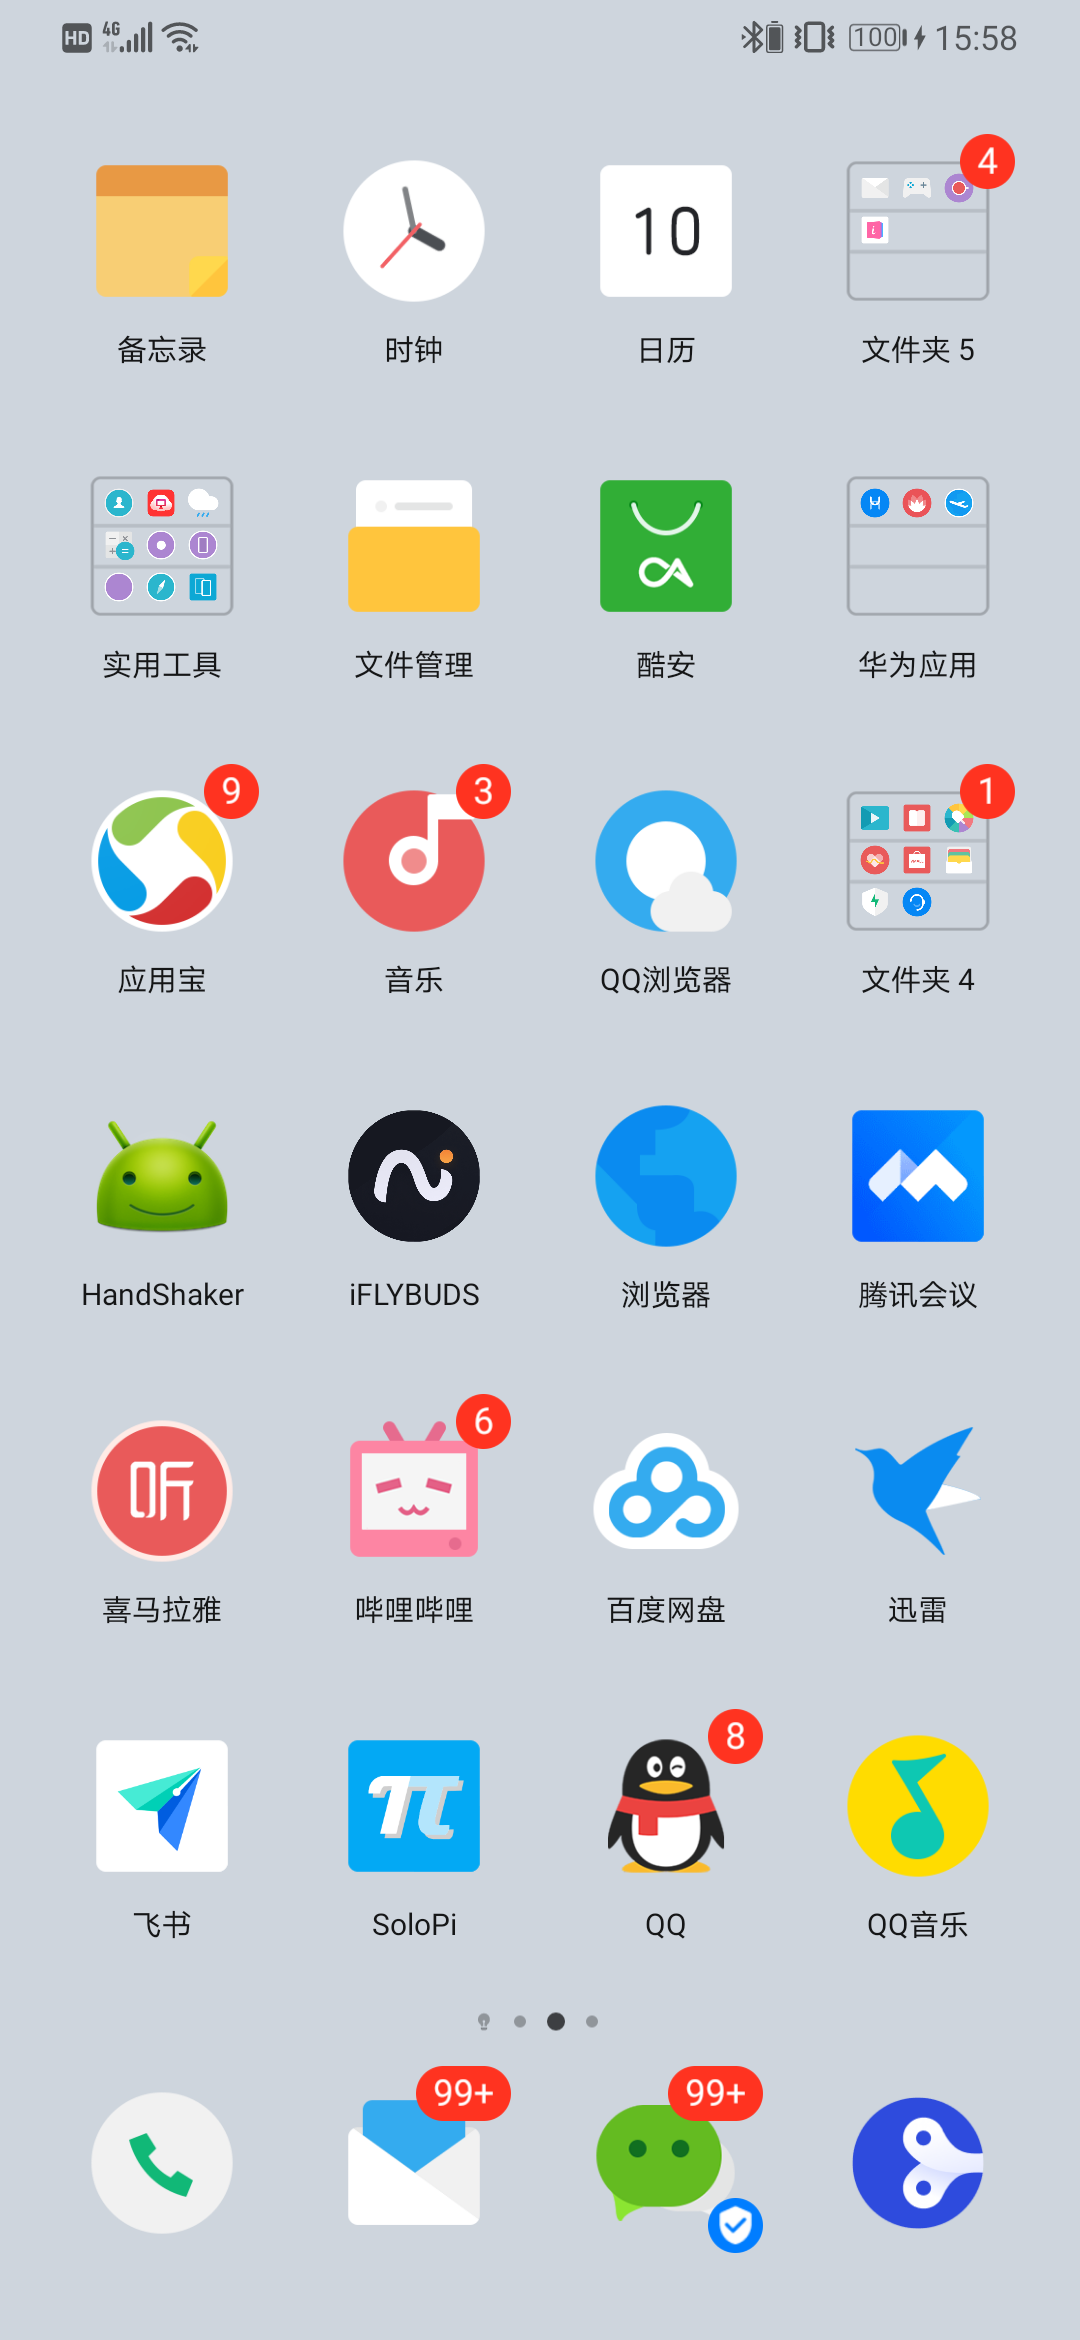 HD 4G 100 15:58
10
4
备忘录 时钟 日历 文件夹 5
实用工具 文件管理 酷安 华为应用
9 3 1
应用宝 音乐 QQ浏览器 文件夹 4
HandShaker iFLYBUDS 浏览器 腾讯会议
听
6
喜马拉雅 哔哩哔哩 百度网盘 迅雷
8
π
飞书 SoloPi QQ QQ音乐
99+ 99+